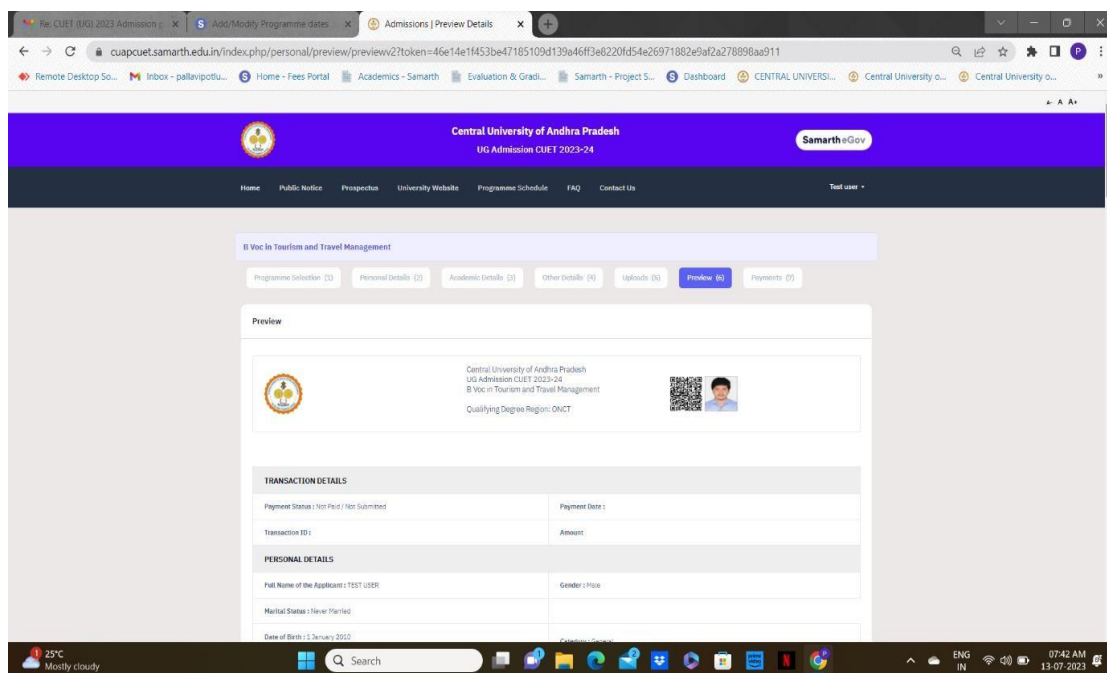 Re: CUET (UG) 2023 Admission
Add/Modify Programme dates
Admissions | Preview Details
cuapcuet.samarth.edu.in/index.php/personal/preview/previewv2?token=46e14e1f453be47185109d139a46ff3e8220fd54e26971882e9af2a278898aa911
P
Remote Desktop So... Inbox - pallavipotlu... Home - Fees Portal Academics - Samarth Evaluation & Gradi... Samarth - Project S... Dashboard CENTRAL UNIVERSI... Central University o... Central University o... »
A- A A+
Central University of Andhra Pradesh
UG Admission CUET 2023-24
Samarth eGov
Home Public Notice Prospectus University Website Programme Schedule FAQ Contact Us Test user
B Voc in Tourism and Travel Management
Programme Selection (1) Personal Details (2) Academic Details (3) Other Details (4) Uploads (5) Preview (6) Payments (7)
Preview
Central University of Andhra Pradesh
UG Admission CUET 2023-24
B Voc in Tourism and Travel Management
Qualifying Degree Region: ONCT
TRANSACTION DETAILS
Payment Status : Not Paid / Not Submitted Payment Date :
Transaction ID : Amount
PERSONAL DETAILS
Full Name of the Applicant : TEST USER Gender : Male
Marital Status : Never Married
Date of Birth : 1 January 2010 Category : General
1 25°C
Mostly cloudy
Search
ENG
IN
07:42 AM
13-07-2023